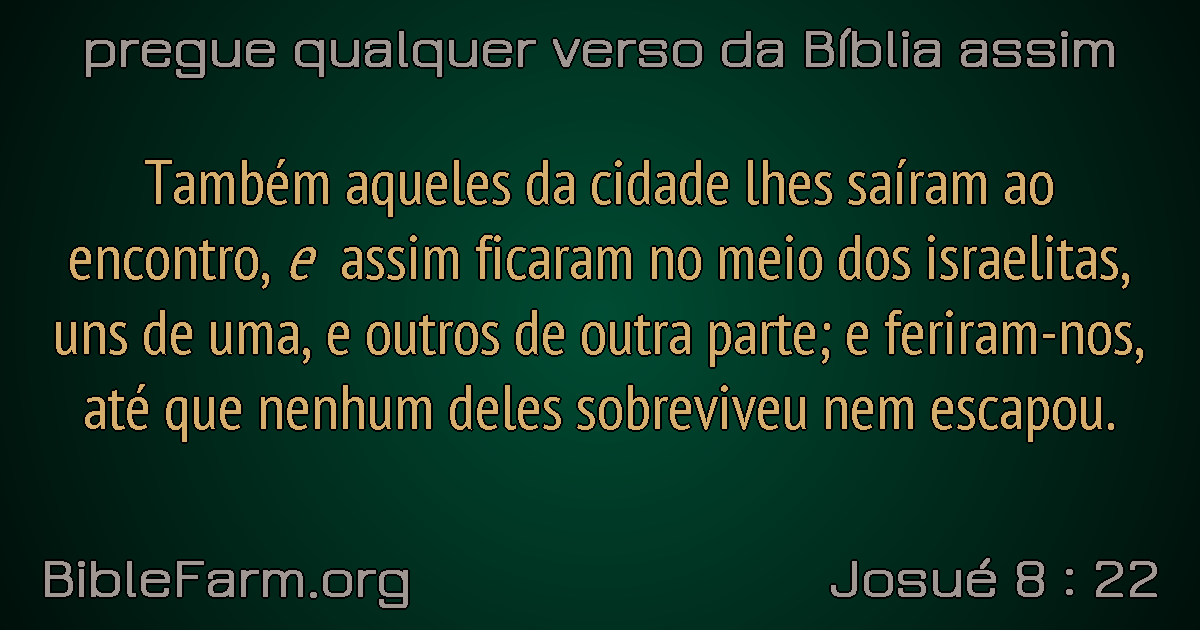 pregue qualquer verso da Bíblia assim
Também aqueles da cidade lhes saíram ao
encontro, e assim ficaram no meio dos israelitas,
uns de uma, e outros de outra parte; e feriram-nos,
até que nenhum deles sobreviveu nem escapou.
BibleFarm.org
Josué 8 : 22